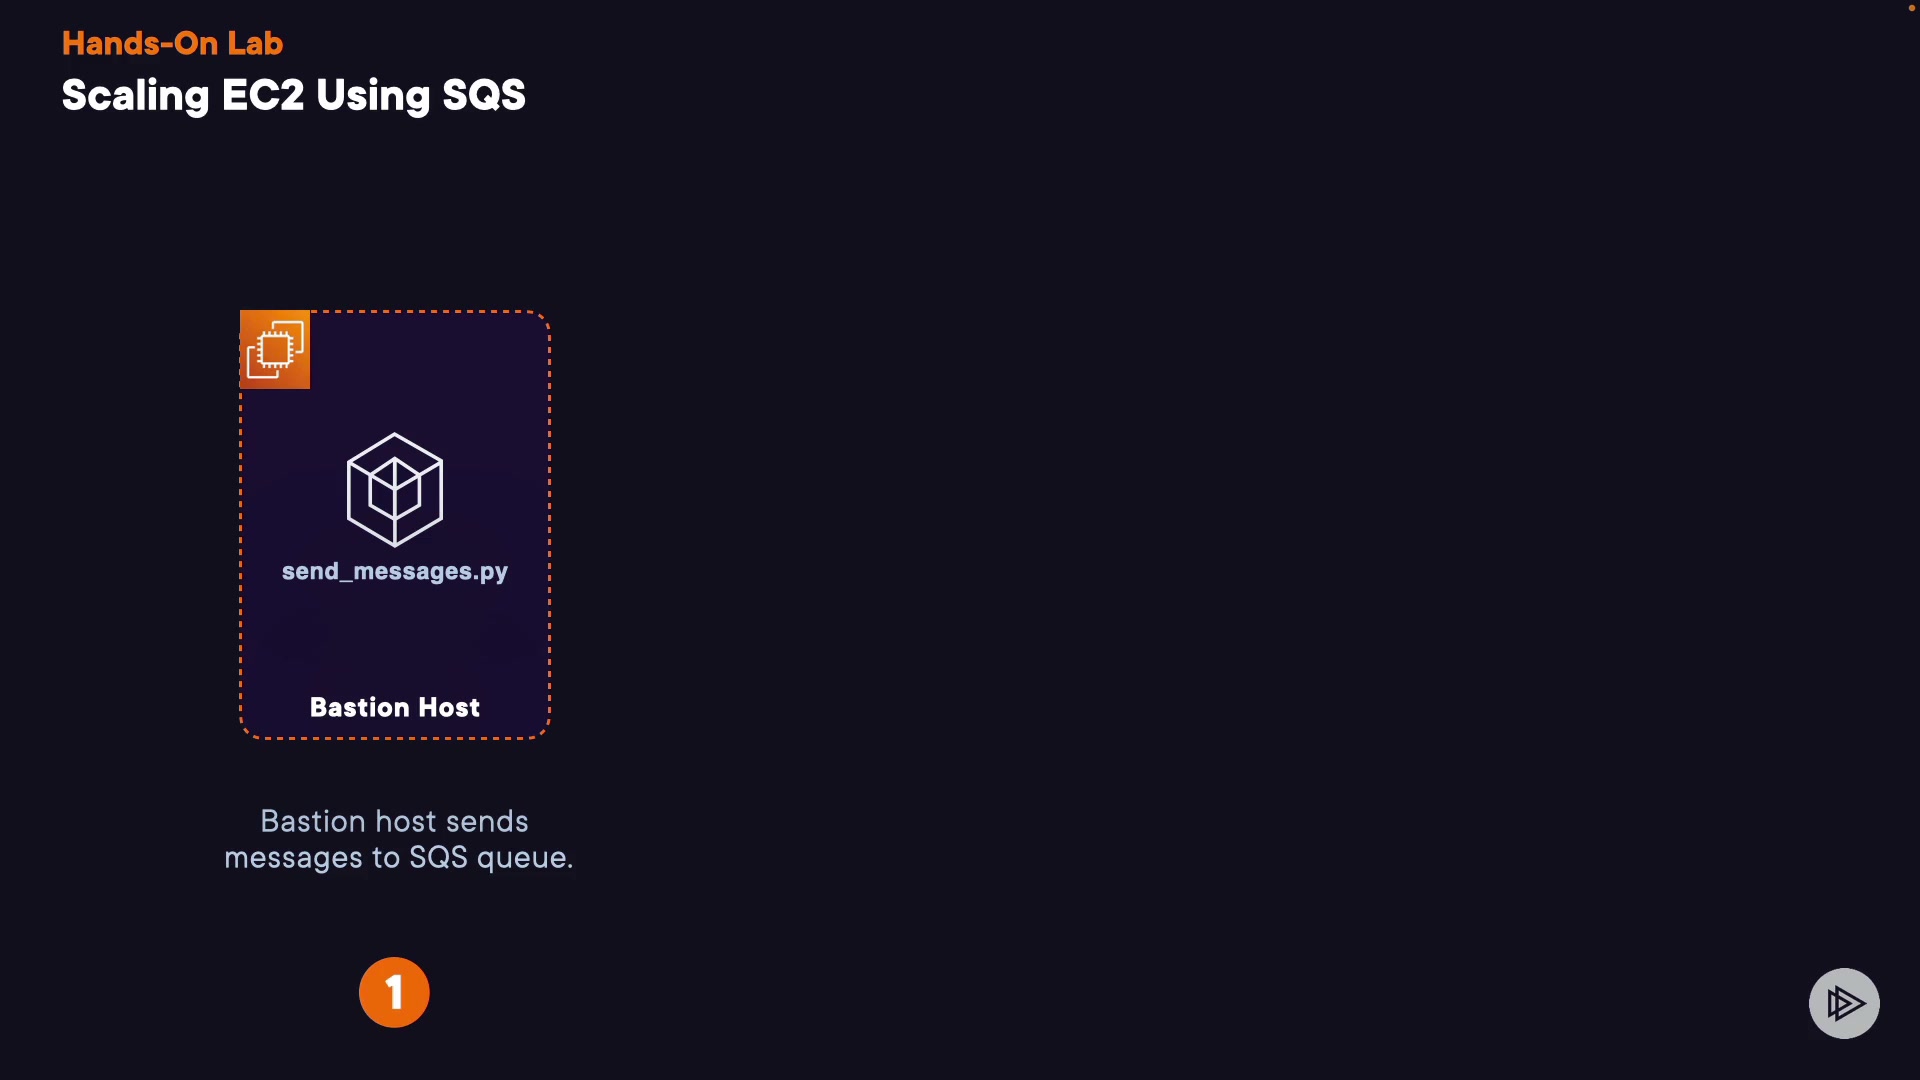 Hands-On Lab
Scaling EC2 Using SQS
send_messages.py
Bastion Host
Bastion host sends
messages to SQS queue.
1